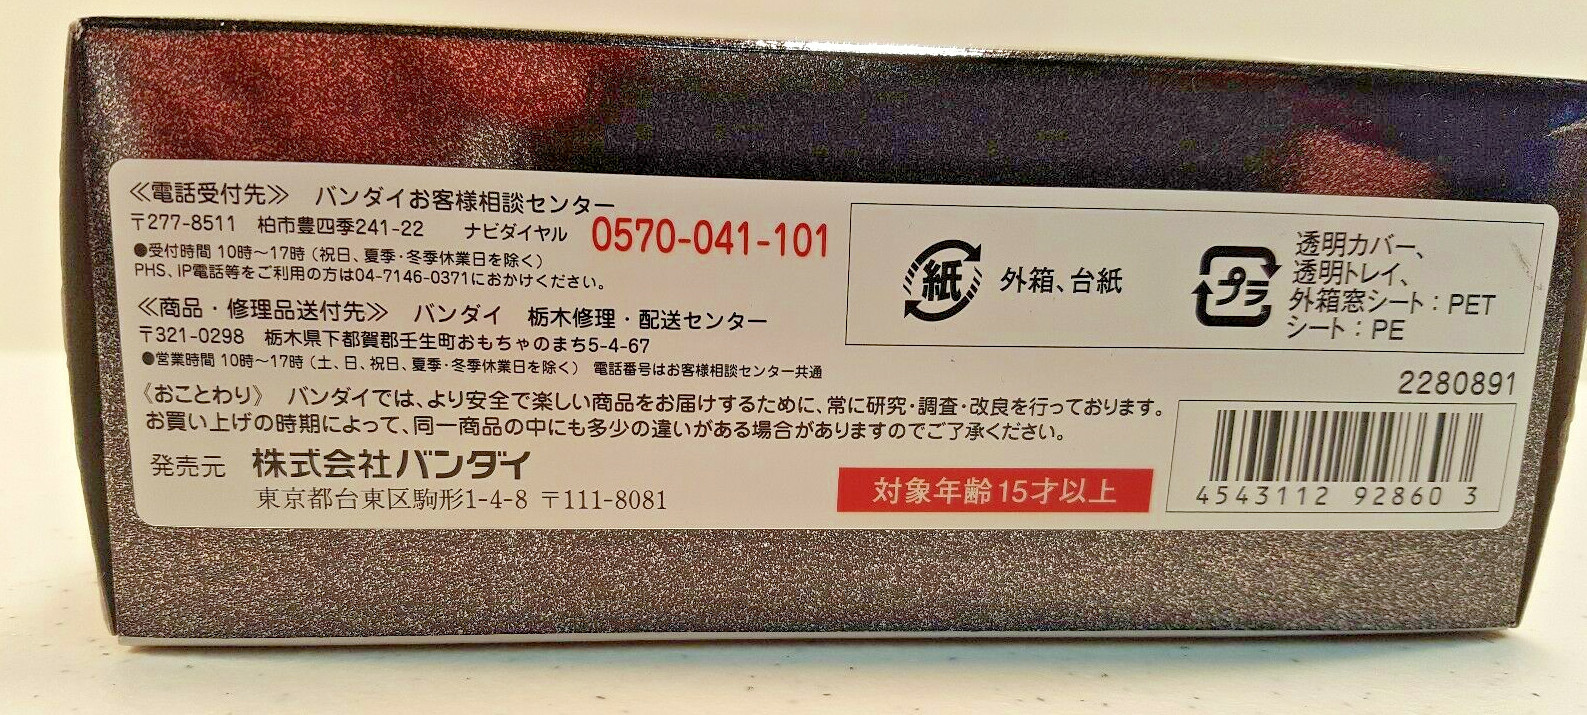 ≪電話受付先≫ バンダイお客様相談センター
〒277-8511 柏市豊四季241-22 ナビダイヤル 0570-041-101
●受付時間 10時〜17時（祝日、夏季・冬季休業日を除く）
PHS、IP電話等をご利用の方は04-7146-0371におかけください。
≪商品・修理品送付先≫ バンダイ 栃木修理・配送センター
〒321-0298 栃木県下都賀郡壬生町おもちゃのまち5-4-67
●営業時間 10時〜17時（土、日、祝日、夏季・冬季休業日を除く） 電話番号はお客様相談センター共通
《おことわり》 バンダイでは、より安全で楽しい商品をお届けするために、常に研究・調査・改良を行っております。
お買い上げの時期によって、同一商品の中にも多少の違いがある場合がありますのでご了承ください。
発売元 株式会社バンダイ
東京都台東区駒形1-4-8 〒111-8081
対象年齢15才以上
紙 外箱、台紙
プラ
透明カバー、
透明トレイ、
外箱窓シート：PET
シート：PE
2280891
4543112 92860 3